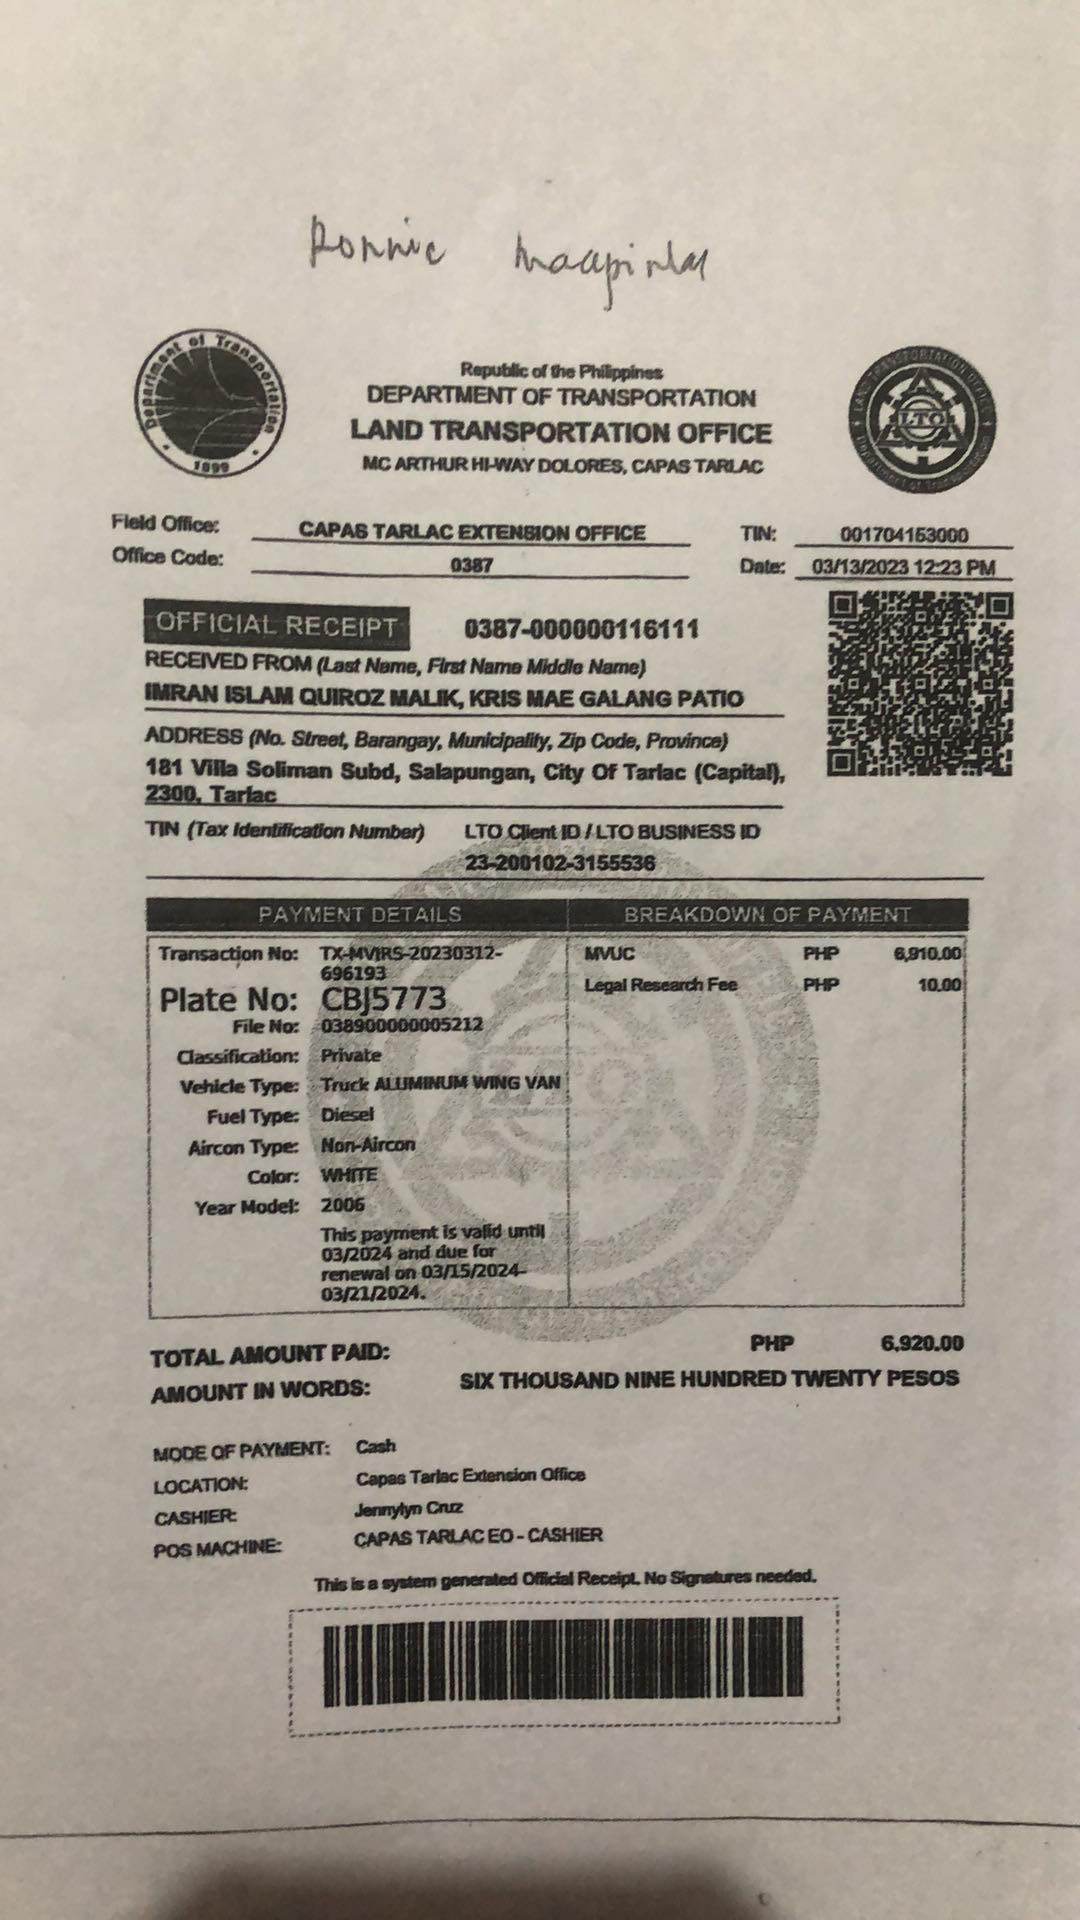 Ronnie
Department of Transportation
1899
Republic of the Philippines
DEPARTMENT OF TRANSPORTATION
LAND TRANSPORTATION OFFICE
MC ARTHUR HI-WAY DOLORES, CAPAS TARLAC
LAND TRANSPORTATION OFFICE
LTO
Department of Transportation
Field Office: CAPAS TARLAC EXTENSION OFFICE TIN: 001704153000
Office Code: 0387 Date: 03/13/2023 12:23 PM
OFFICIAL RECEIPT 0387-000000116111
RECEIVED FROM (Last Name, First Name Middle Name)
IMRAN ISLAM QUIROZ MALIK, KRIS MAE GALANG PATIO
ADDRESS (No. Street, Barangay, Municipality, Zip Code, Province)
181 Villa Soliman Subd, Salapungan, City Of Tarlac (Capital),
2300, Tarlac
TIN (Tax Identification Number) LTO Client ID / LTO BUSINESS ID
23-200102-3155536
PAYMENT DETAILS BREAKDOWN OF PAYMENT
Transaction No: TX-MVIRS-20230312- MVUC PHP 6,910.00
696193
Legal Research Fee PHP 10.00
Plate No: CBJ5773
File No: 038900000005212
Classification: Private
Vehicle Type: Truck ALUMINUM WING VAN
Fuel Type: Diesel
Aircon Type: Non-Aircon
Color: WHITE
Year Model: 2006
This payment is valid until
03/2024 and due for
renewal on 03/15/2024-
03/21/2024.
TOTAL AMOUNT PAID: PHP 6,920.00
AMOUNT IN WORDS: SIX THOUSAND NINE HUNDRED TWENTY PESOS
MODE OF PAYMENT: Cash
LOCATION: Capas Tarlac Extension Office
CASHIER: Jennylyn Cruz
POS MACHINE: CAPAS TARLAC EO - CASHIER
This is a system generated Official Receipt. No Signatures needed.